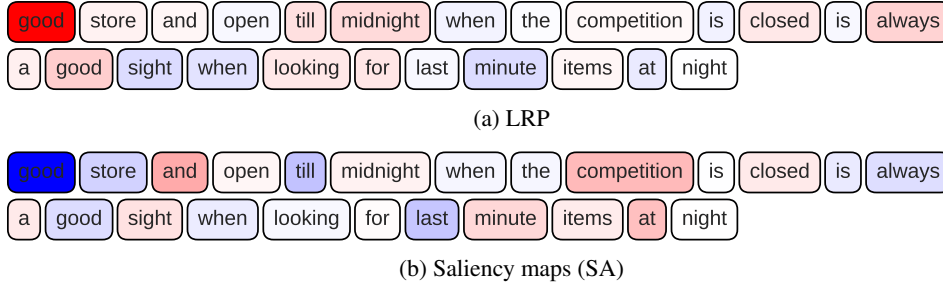 good store and open till midnight when the competition is closed is always
a good sight when looking for last minute items at night
(a) LRP
good store and open till midnight when the competition is closed is always
a good sight when looking for last minute items at night
(b) Saliency maps (SA)